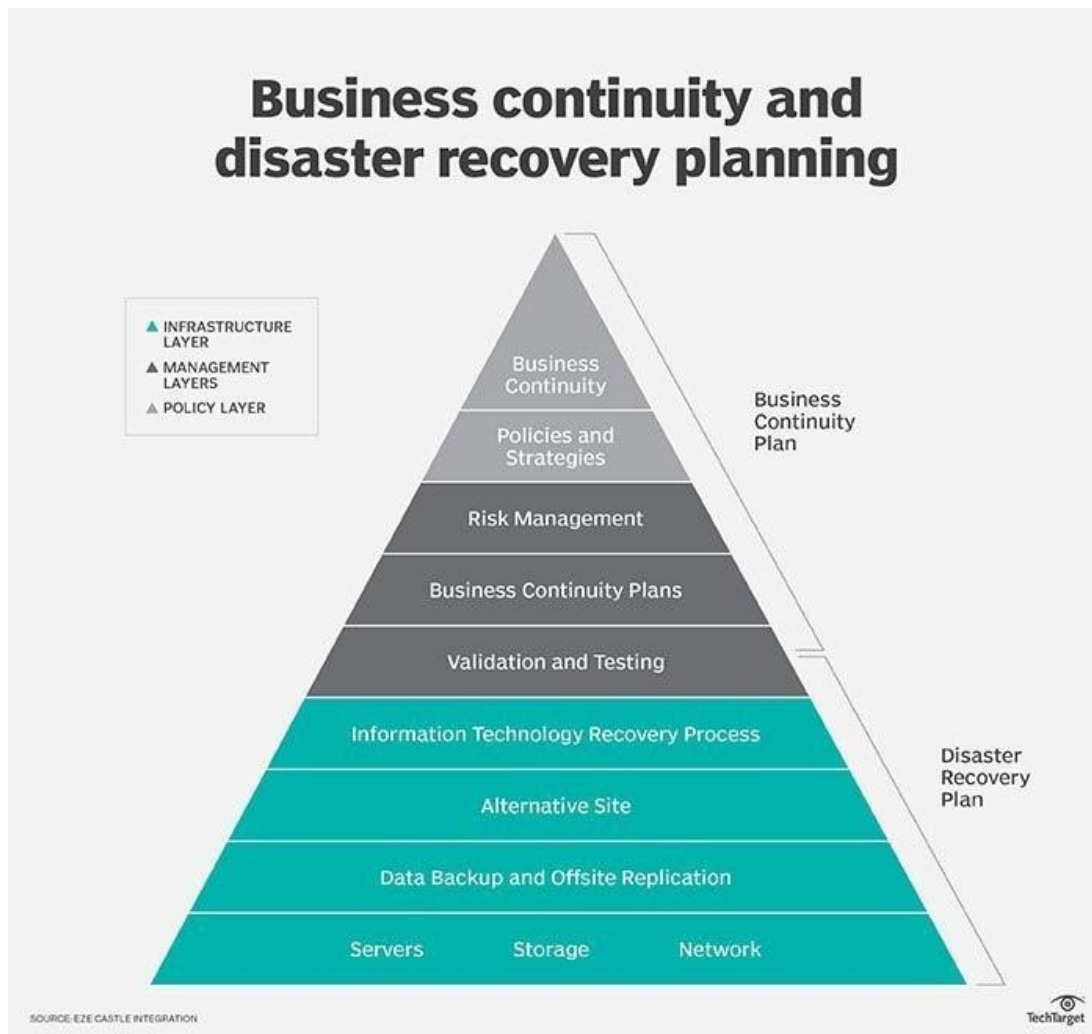 Business continuity and
disaster recovery planning
INFRASTRUCTURE
LAYER
MANAGEMENT
LAYERS
POLICY LAYER
Business
Continuity
Policies and
Strategies
Risk Management
Business Continuity Plans
Validation and Testing
Information Technology Recovery Process
Alternative Site
Data Backup and Offsite Replication
Servers Storage Network
Business
Continuity
Plan
Disaster
Recovery
Plan
SOURCE: EZE CASTLE INTEGRATION
TechTarget